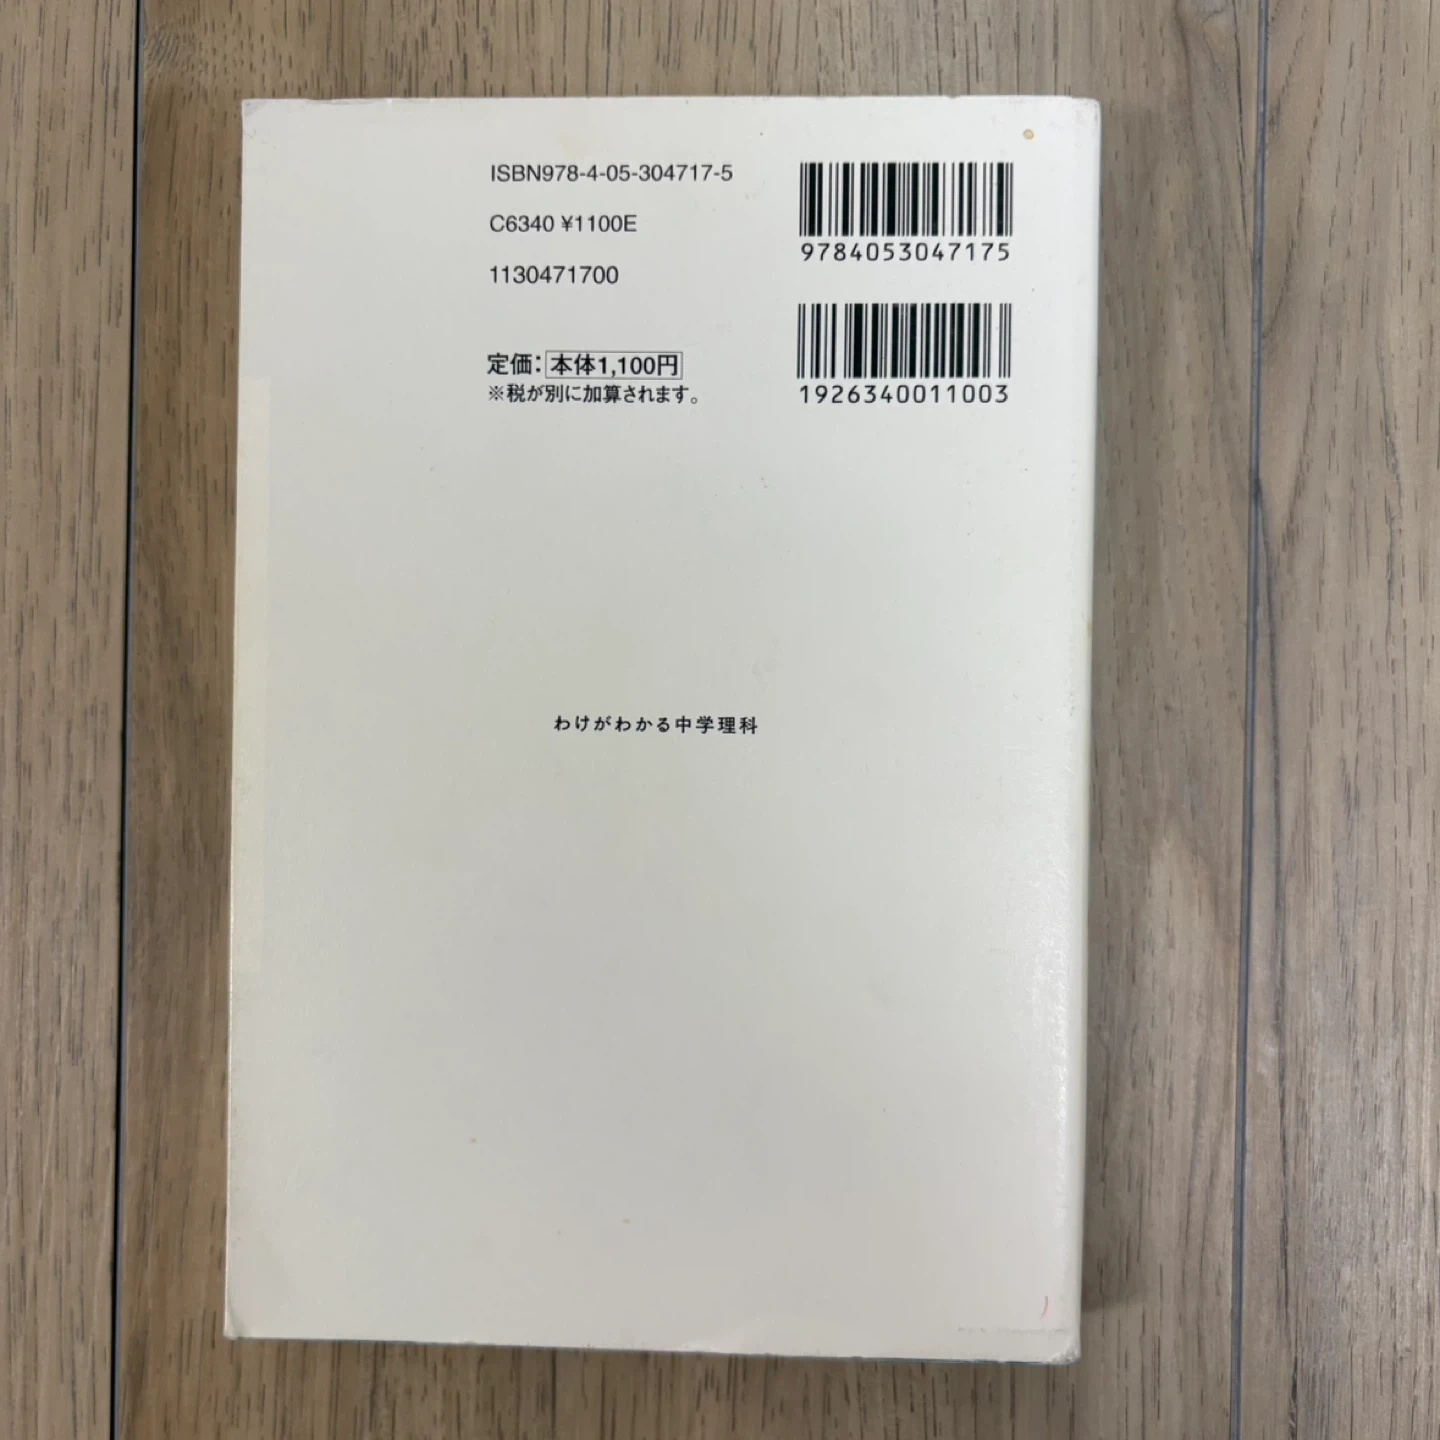 ISBN978-4-05-304717-5
C6340 ¥1100E
1130471700
定価：本体1,100円
※税が別に加算されます。
9784053047175
1926340011003
わけがわかる中学理科